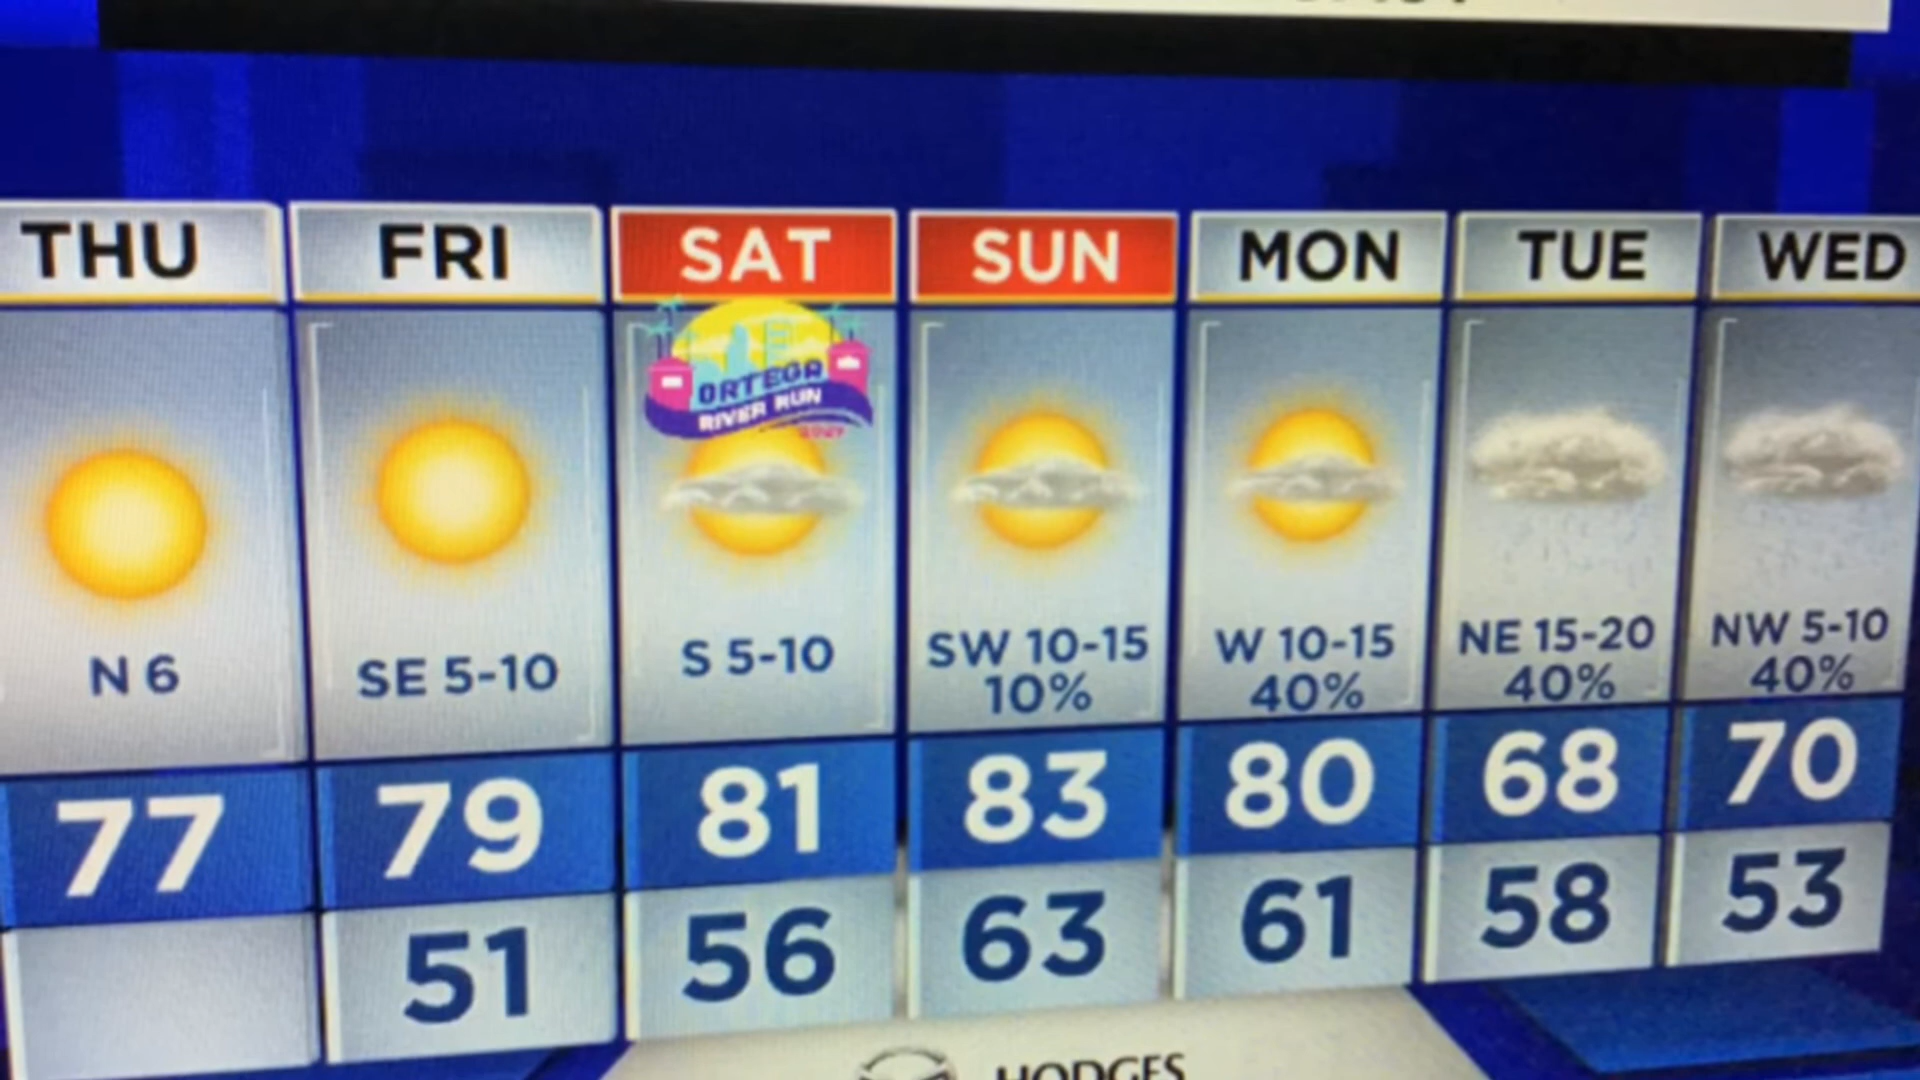 THU
N 6
77
FRI
SE 5-10
79
51
SAT
ORTEGA
RIVER RUN
S 5-10
81
56
SUN
SW 10-15
10%
83
63
MON
W 10-15
40%
80
61
TUE
NE 15-20
40%
68
58
WED
NW 5-10
40%
70
53
HODGES